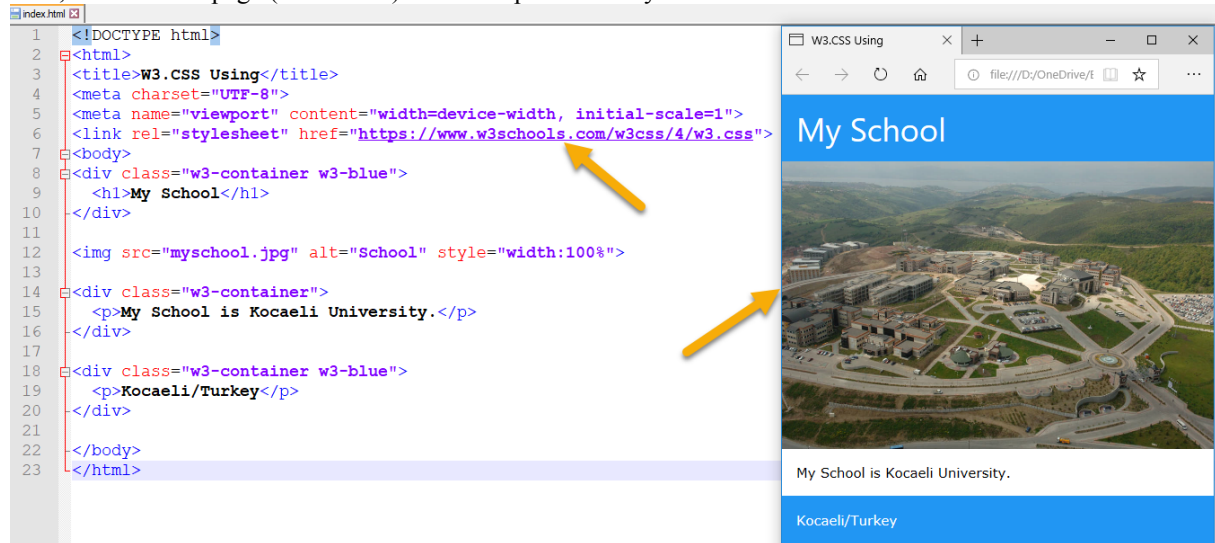 index.html
1 <!DOCTYPE html>
2 <html>
3 <title>W3.CSS Using</title>
4 <meta charset="UTF-8">
5 <meta name="viewport" content="width=device-width, initial-scale=1">
6 <link rel="stylesheet" href="https://www.w3schools.com/w3css/4/w3.css">
7 <body>
8 <div class="w3-container w3-blue">
9 <h1>My School</h1>
10 </div>
11
12 <img src="myschool.jpg" alt="School" style="width:100%">
13
14 <div class="w3-container">
15 <p>My School is Kocaeli University.</p>
16 </div>
17
18 <div class="w3-container w3-blue">
19 <p>Kocaeli/Turkey</p>
20 </div>
21
22 </body>
23 </html>
W3.CSS Using
file:///D:/OneDrive/E
My School
My School is Kocaeli University.
Kocaeli/Turkey